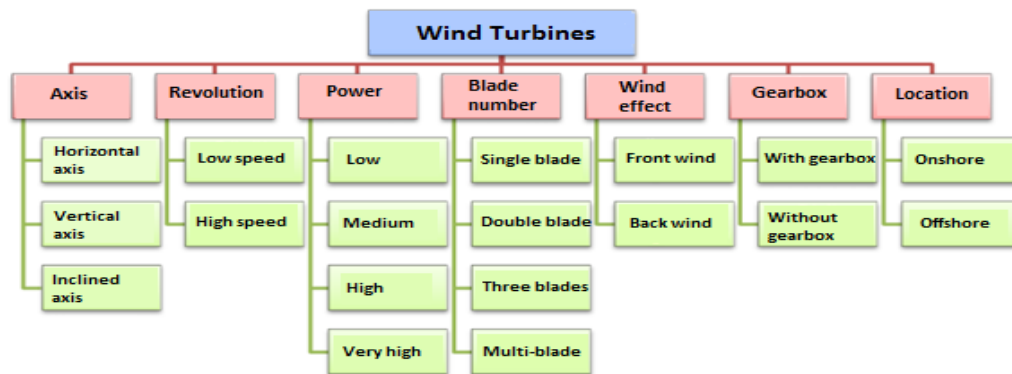 Wind Turbines
Axis
Horizontal
axis
Vertical
axis
Inclined
axis
Revolution
Low speed
High speed
Power
Low
Medium
High
Very high
Blade
number
Single blade
Double blade
Three blades
Multi-blade
Wind
effect
Front wind
Back wind
Gearbox
With gearbox
Without
gearbox
Location
Onshore
Offshore